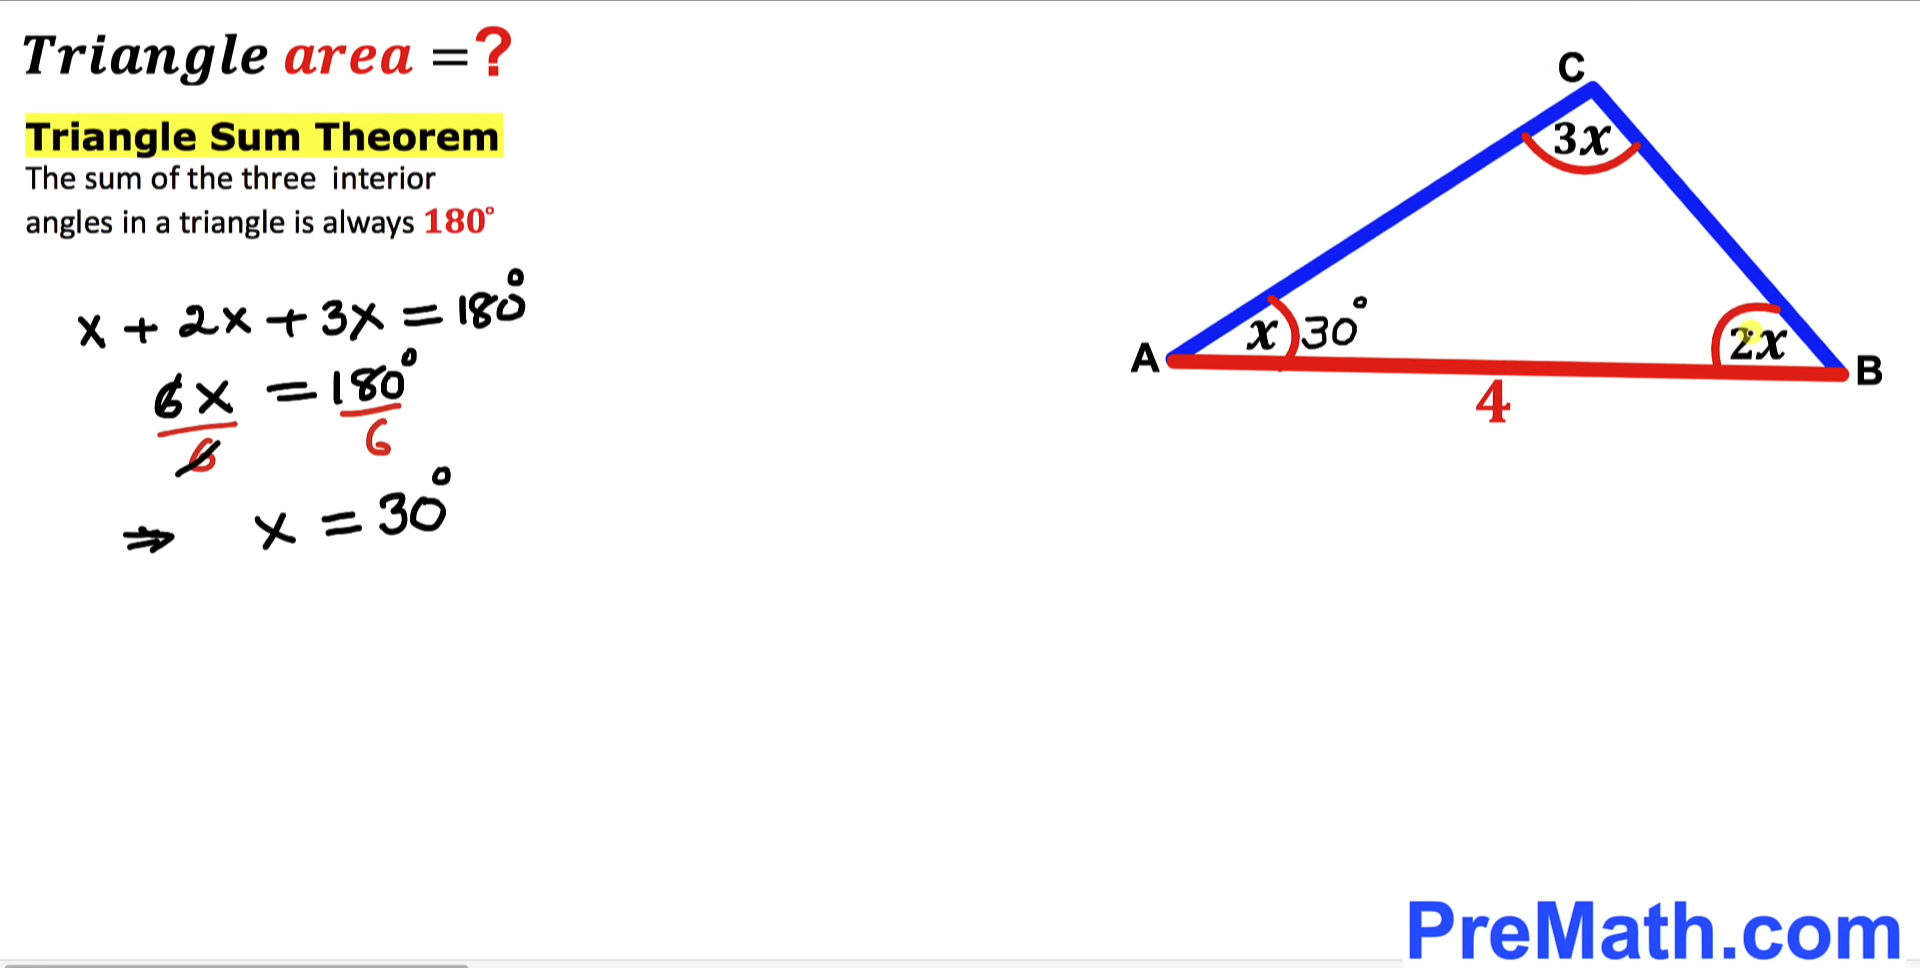 Triangle area =?
Triangle Sum Theorem
The sum of the three interior
angles in a triangle is always 180°
x + 2x + 3x = 180°
6x = 180°
6 6
⇒ x = 30°
C
3x
A x 30° 2x B
4
PreMath.com